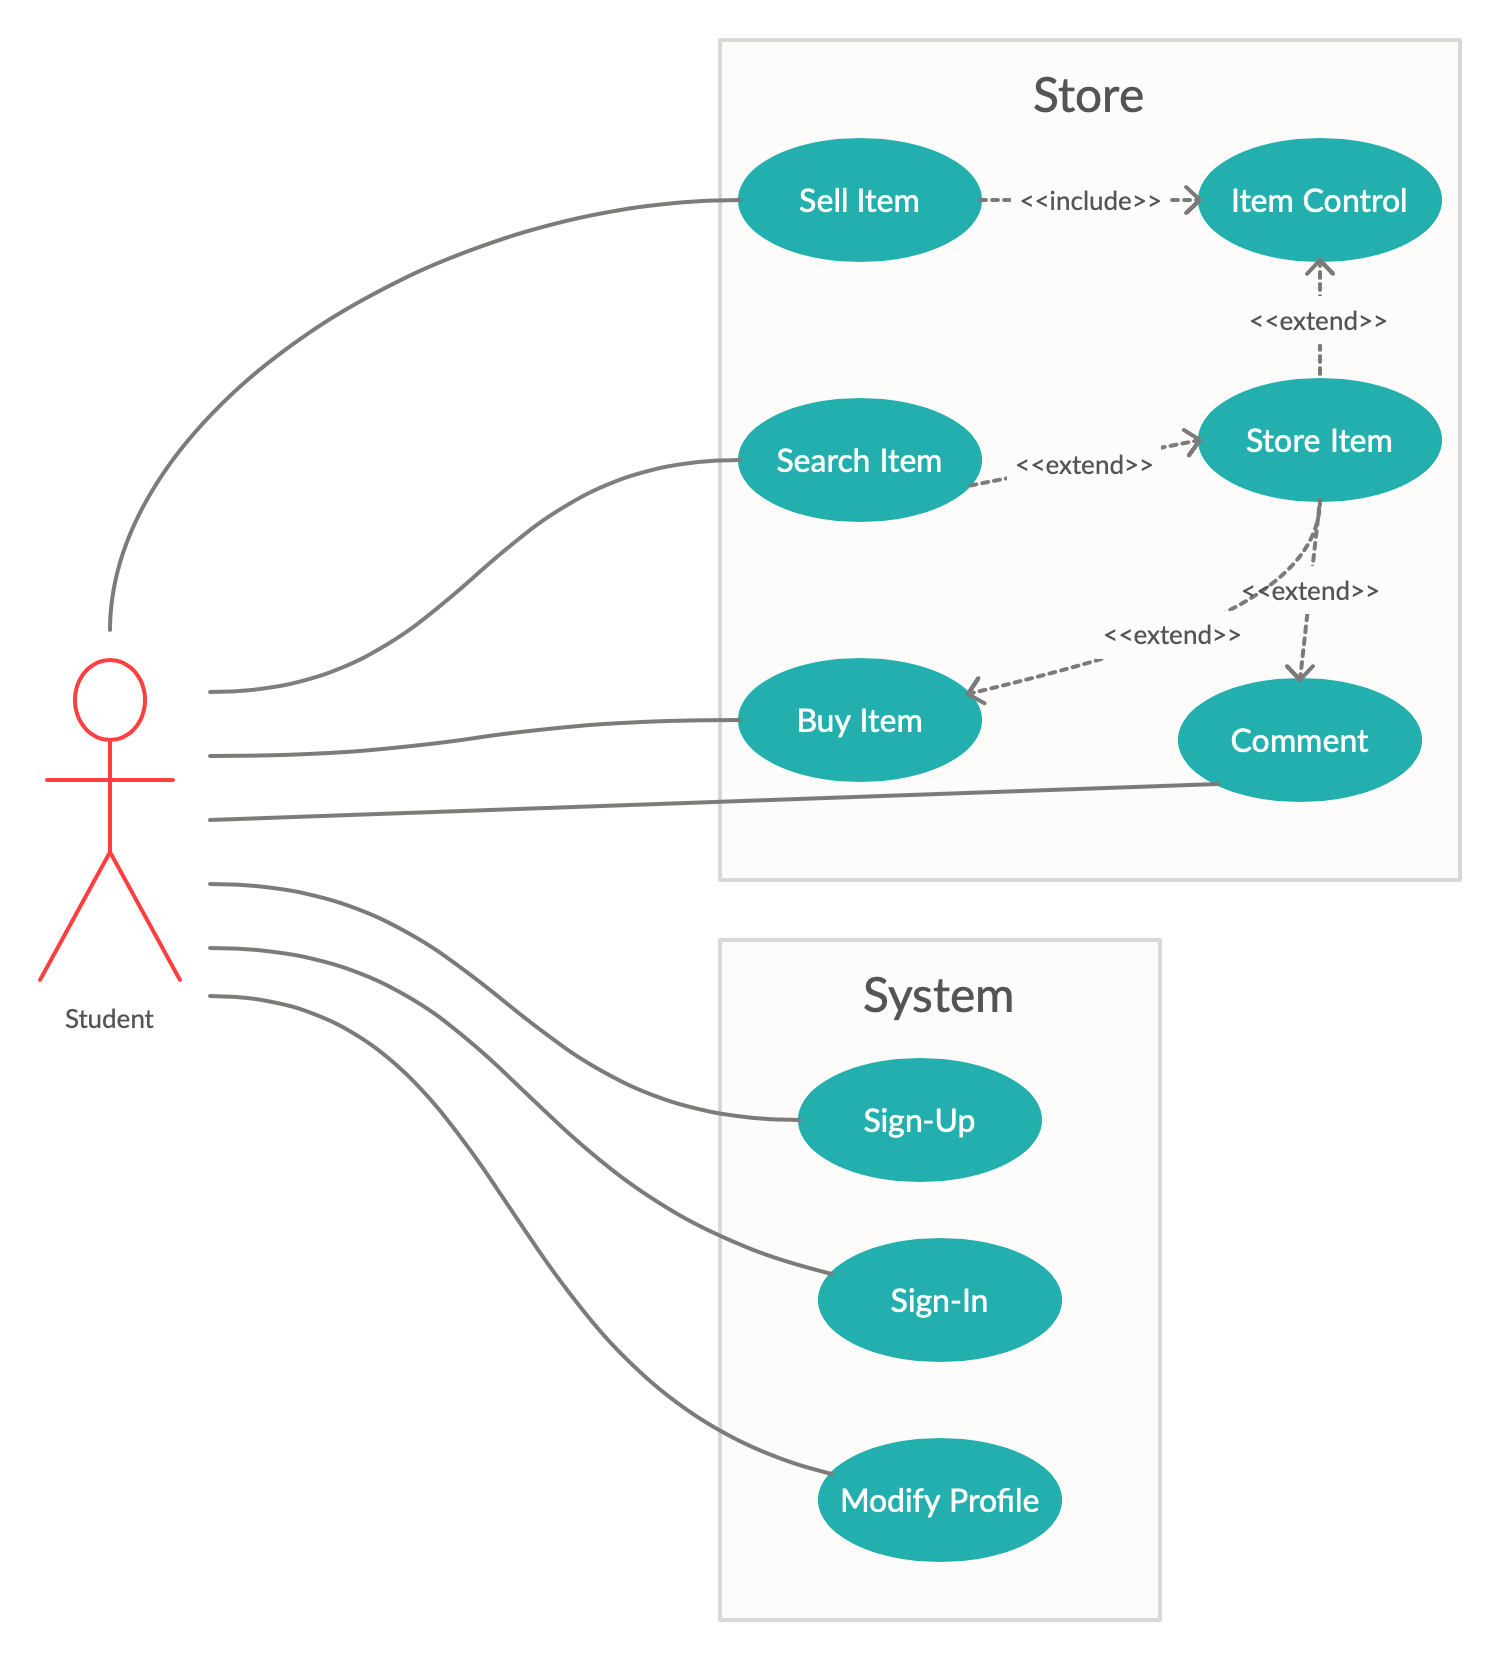 Store
Sell Item
<<include>>
Item Control
<<extend>>
Search Item
<<extend>>
Store Item
<<extend>>
<<extend>>
Buy Item
Comment
Student
System
Sign-Up
Sign-In
Modify Profile